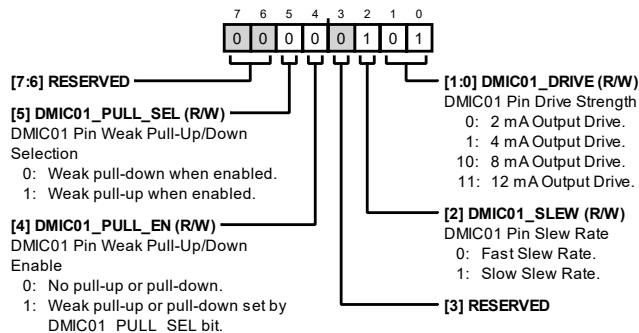 7 6 5 4 3 2 1 0
0 0 0 0 0 1 0 1
[7:6] RESERVED
[5] DMIC01_PULL_SEL (R/W)
DMIC01 Pin Weak Pull-Up/Down
Selection
0: Weak pull-down when enabled.
1: Weak pull-up when enabled.
[4] DMIC01_PULL_EN (R/W)
DMIC01 Pin Weak Pull-Up/Down
Enable
0: No pull-up or pull-down.
1: Weak pull-up or pull-down set by
DMIC01_PULL_SEL bit.
[1:0] DMIC01_DRIVE (R/W)
DMIC01 Pin Drive Strength
0: 2 mA Output Drive.
1: 4 mA Output Drive.
10: 8 mA Output Drive.
11: 12 mA Output Drive.
[2] DMIC01_SLEW (R/W)
DMIC01 Pin Slew Rate
0: Fast Slew Rate.
1: Slow Slew Rate.
[3] RESERVED